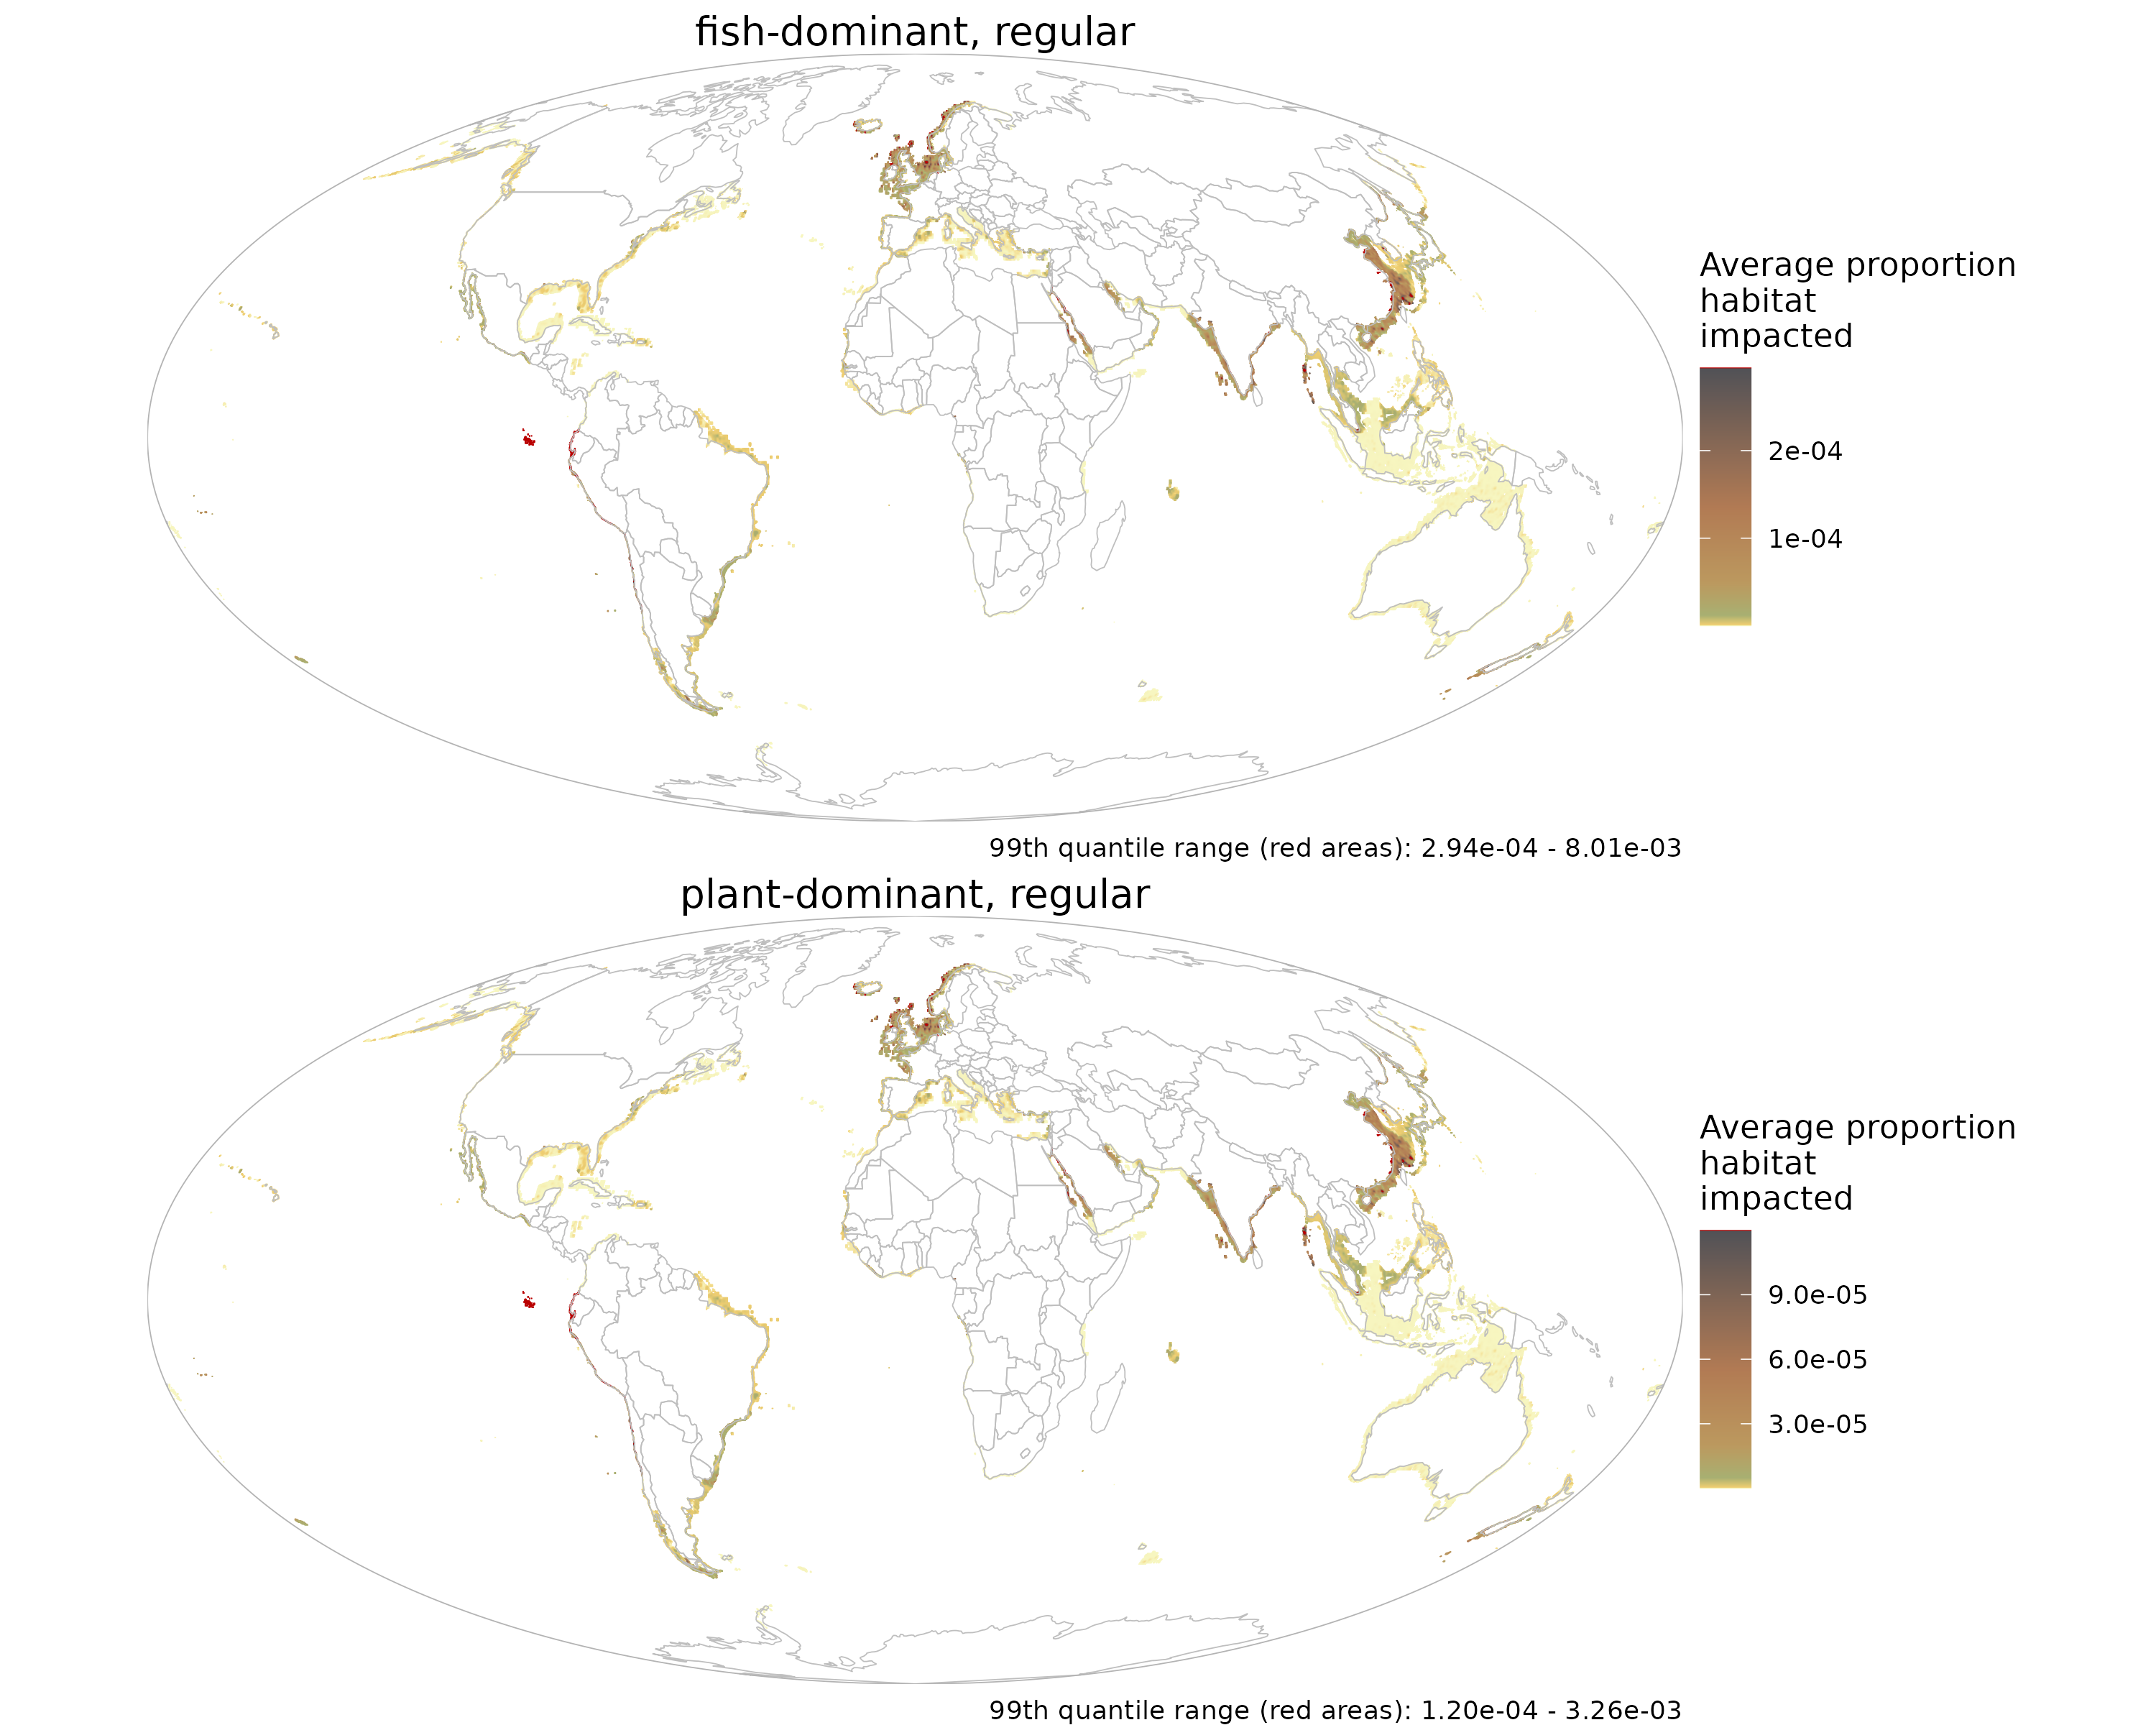 fish-dominant, regular
Average proportion
habitat
impacted
2e-04
1e-04
99th quantile range (red areas): 2.94e-04 - 8.01e-03
plant-dominant, regular
Average proportion
habitat
impacted
9.0e-05
6.0e-05
3.0e-05
99th quantile range (red areas): 1.20e-04 - 3.26e-03